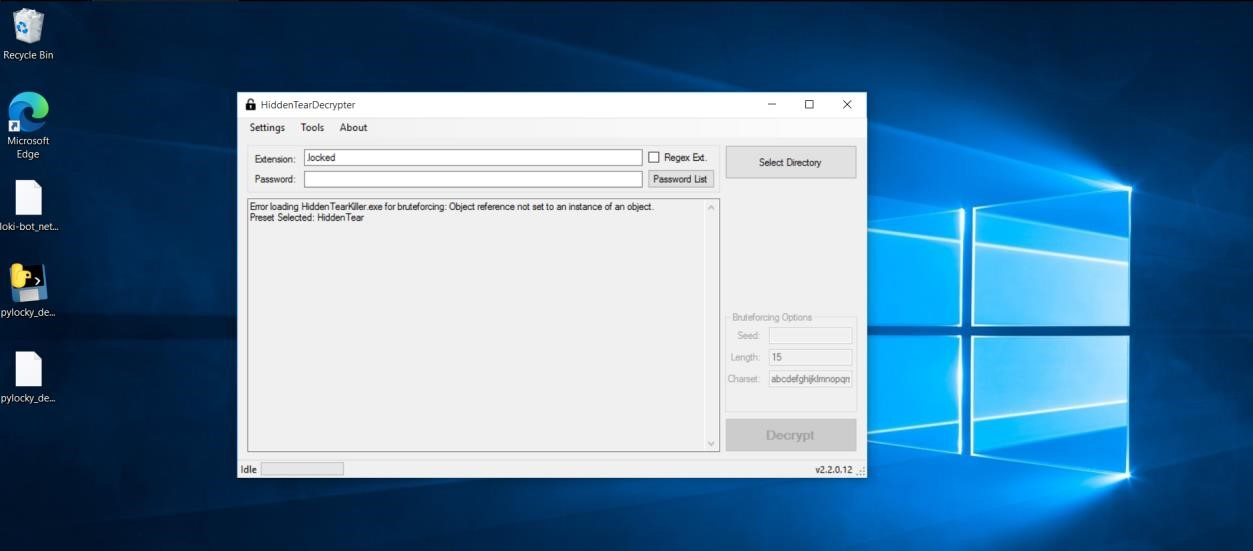 Recycle Bin
Microsoft
Edge
loki-bot_net...
pylocky_de...
pylocky_de...
HiddenTearDecrypter
Settings Tools About
Extension: .locked Regex Ext.
Password: Password List
Select Directory
Error loading HiddenTearKiller.exe for bruteforcing: Object reference not set to an instance of an object.
Preset Selected: HiddenTear
Bruteforcing Options
Seed:
Length: 15
Charset: abcdefghijklmnopqr
Decrypt
Idle v2.2.0.12